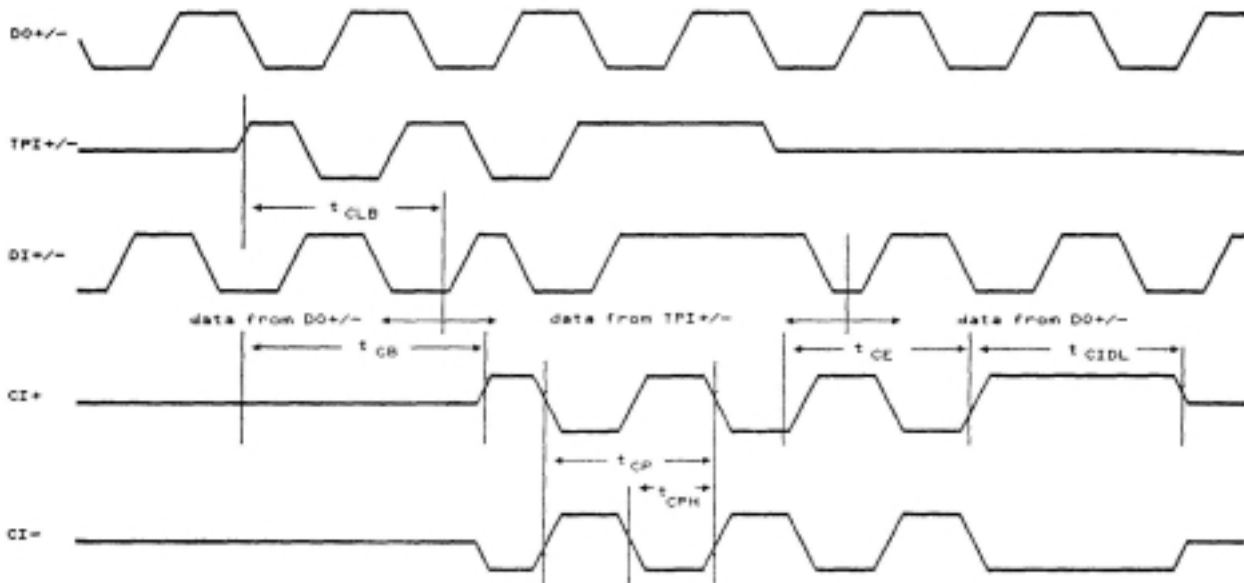 DO+/-
TPI+/-
t CLB
DI+/-
data from DO+/- data from TPI+/- data from DO+/-
t CB t CE t CIDL
CI+
t CP
t CPH
CI-